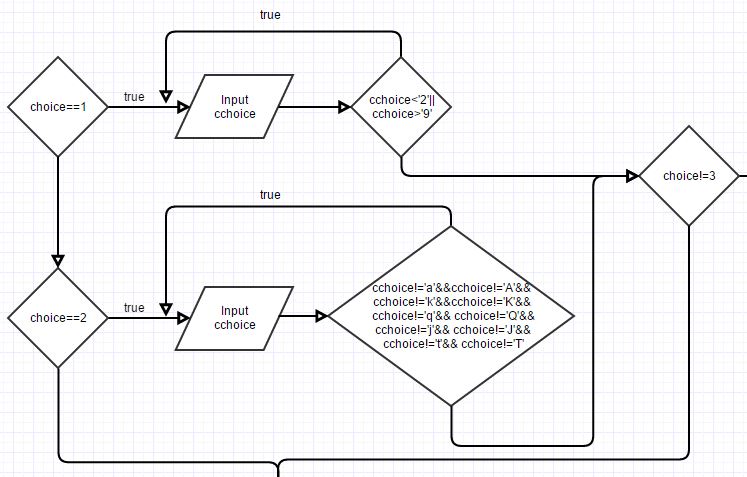 true
choice==1
true
Input
cchoice
cchoice<'2'||
cchoice>'9'
choice!=3
true
choice==2
true
Input
cchoice
cchoice!='a'&&cchoice!='A'&&
cchoice!='k'&&cchoice!='K'&&
cchoice!='q'&& cchoice!='Q'&&
cchoice!='j'&& cchoice!='J'&&
cchoice!='t'&& cchoice!='T'